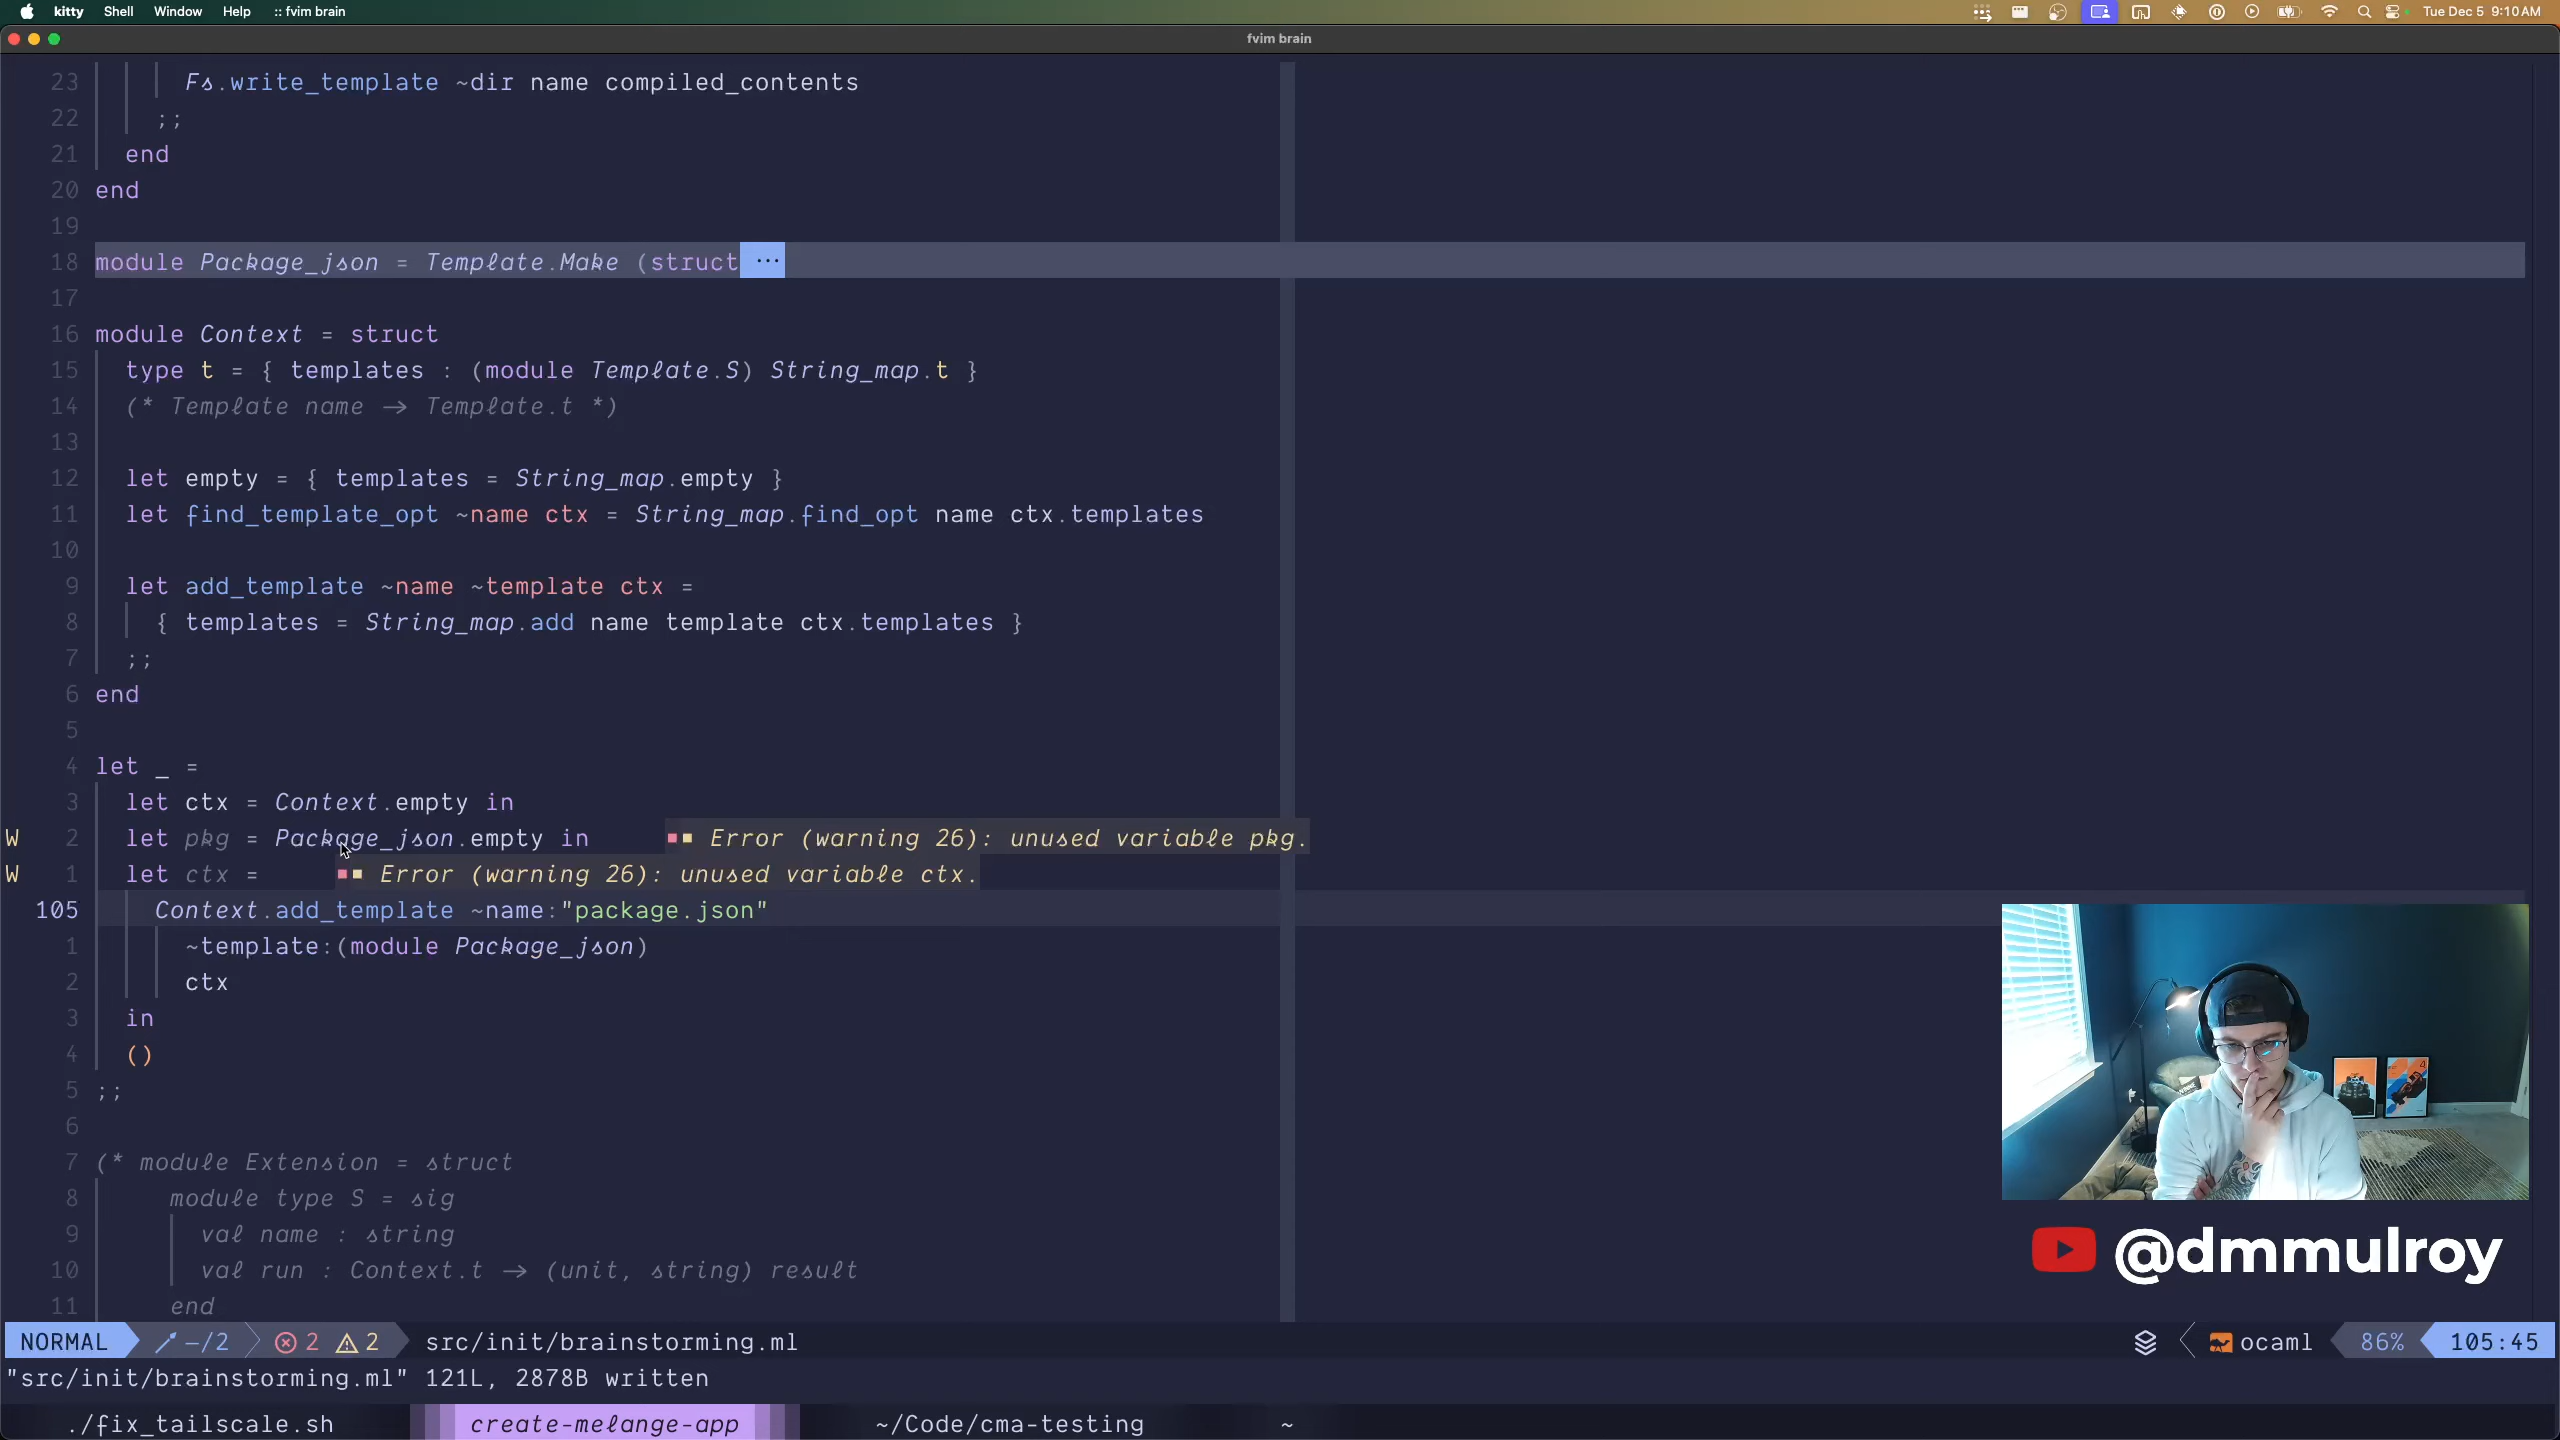 kitty Shell Window Help :: fvim brain
Tue Dec 5 9:10 AM
fvim brain
23 Fs.write_template ~dir name compiled_contents
22 ;;
21 end
20 end
19
18 module Package_json = Template.Make (struct ...
17
16 module Context = struct
15 type t = { templates : (module Template.S) String_map.t }
14 (* Template name → Template.t *)
13
12 let empty = { templates = String_map.empty }
11 let find_template_opt ~name ctx = String_map.find_opt name ctx.templates
10
9 let add_template ~name ~template ctx =
8 { templates = String_map.add name template ctx.templates }
7 ;;
6 end
5
4 let _ =
3 let ctx = Context.empty in
W 2 let pkg = Package_json.empty in Error (warning 26): unused variable pkg.
W 1 let ctx = Error (warning 26): unused variable ctx.
105 Context.add_template ~name:"package.json"
1 ~template:(module Package_json)
2 ctx
3 in
4 ()
5 ;;
6
7 (* module Extension = struct
8 module type S = sig
9 val name : string
10 val run : Context.t → (unit, string) result
11 end
@dmmulroy
NORMAL –/2 2 2 src/init/brainstorming.ml ocaml 86% 105:45
"src/init/brainstorming.ml" 121L, 2878B written
./fix_tailscale.sh create-melange-app ~/Code/cma-testing ~